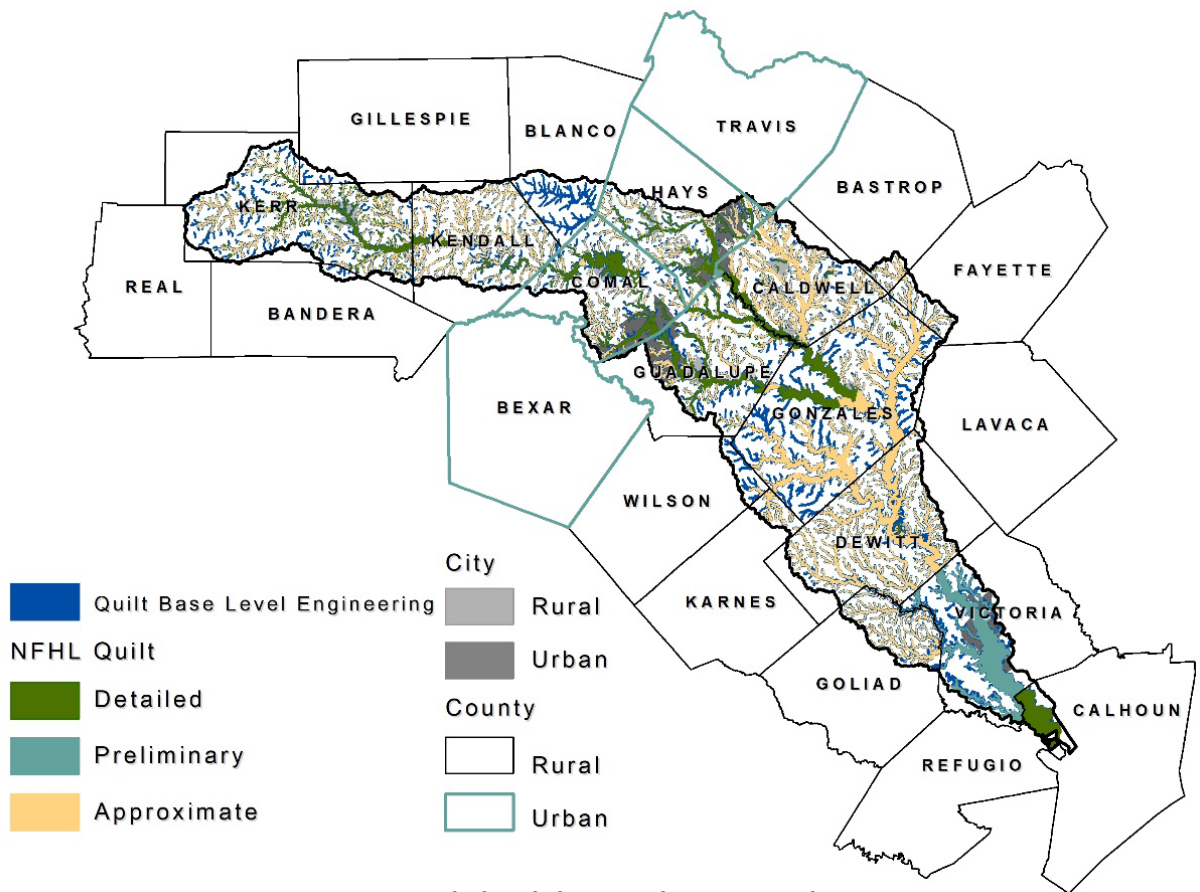 GILLESPIE
BLANCO
TRAVIS
HAYS
BASTROP
KERR
KENDALL
FAYETTE
REAL
COMAL
CALDWELL
BANDERA
GUADALUPE
BEXAR
GONZALES
LAVACA
WILSON
DEWITT
KARNES
VICTORIA
GOLIAD
CALHOUN
REFUGIO
Quilt Base Level Engineering
NFHL Quilt
Detailed
Preliminary
Approximate
City
Rural
Urban
County
Rural
Urban